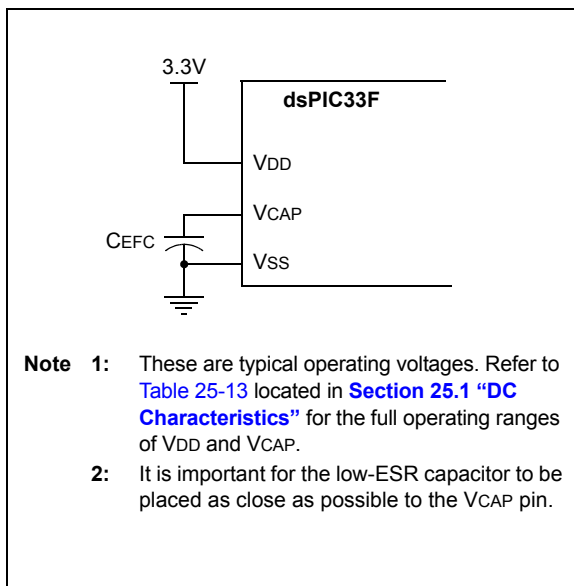 3.3V
dsPIC33F
VDD
VCAP
CEFC
VSS
Note 1: These are typical operating voltages. Refer to
Table 25-13 located in Section 25.1 “DC
Characteristics” for the full operating ranges
of VDD and VCAP.
2: It is important for the low-ESR capacitor to be
placed as close as possible to the VCAP pin.